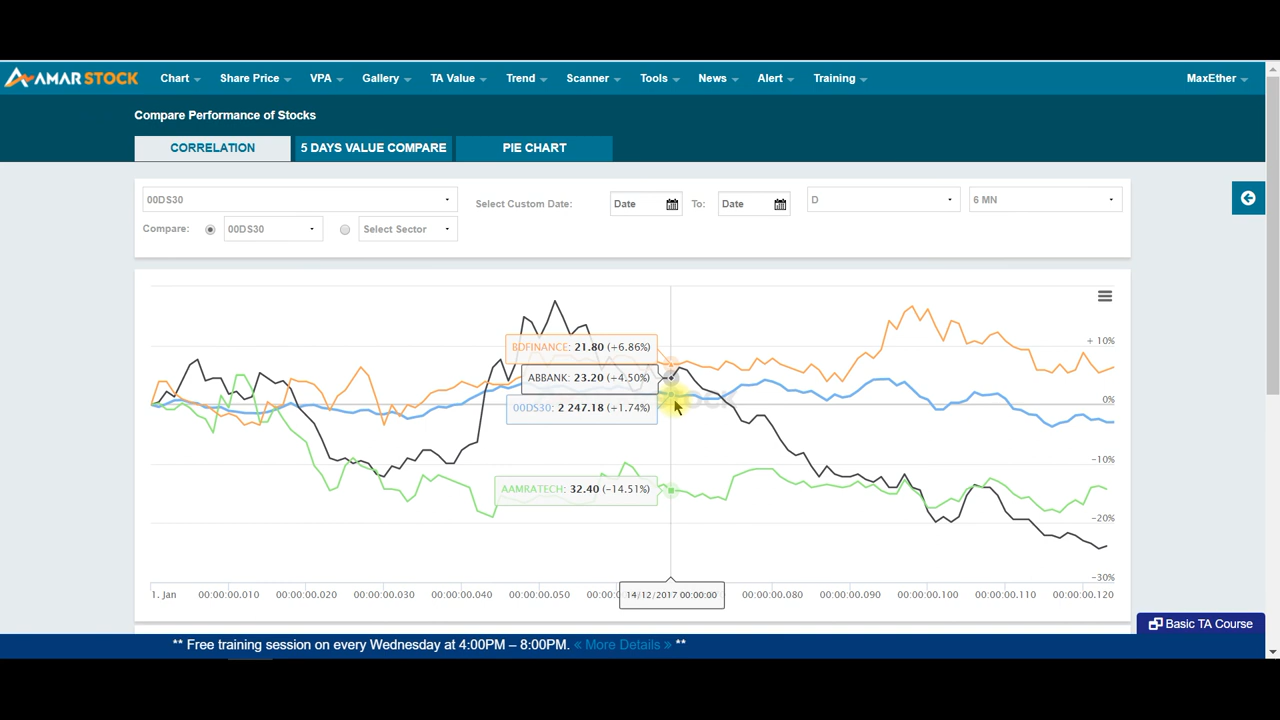 AMAR STOCK Chart Share Price VPA Gallery TA Value Trend Scanner Tools News Alert Training MaxEther
Compare Performance of Stocks
CORRELATION 5 DAYS VALUE COMPARE PIE CHART
00DS30 Select Custom Date: Date To: Date D 6 MN
Compare: 00DS30 Select Sector
+ 10%
BDFINANCE: 21.80 (+6.86%)
ABBANK: 23.20 (+4.50%)
00DS30: 2 247.18 (+1.74%)
0%
-10%
AAMRATECH: 32.40 (-14.51%)
-20%
-30%
1. Jan 00:00:00.010 00:00:00.020 00:00:00.030 00:00:00.040 00:00:00.050 14/12/2017 00:00:00 00:00:00.080 00:00:00.090 00:00:00.100 00:00:00.110 00:00:00.120
Basic TA Course
** Free training session on every Wednesday at 4:00PM – 8:00PM. « More Details » **